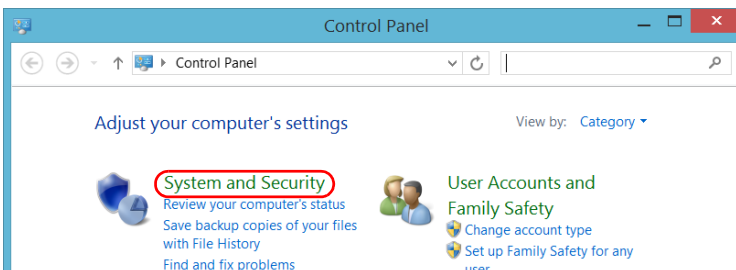 Control Panel
Control Panel
Adjust your computer's settings
View by: Category
System and Security
Review your computer's status
Save backup copies of your files
with File History
Find and fix problems
User Accounts and
Family Safety
Change account type
Set up Family Safety for any
user